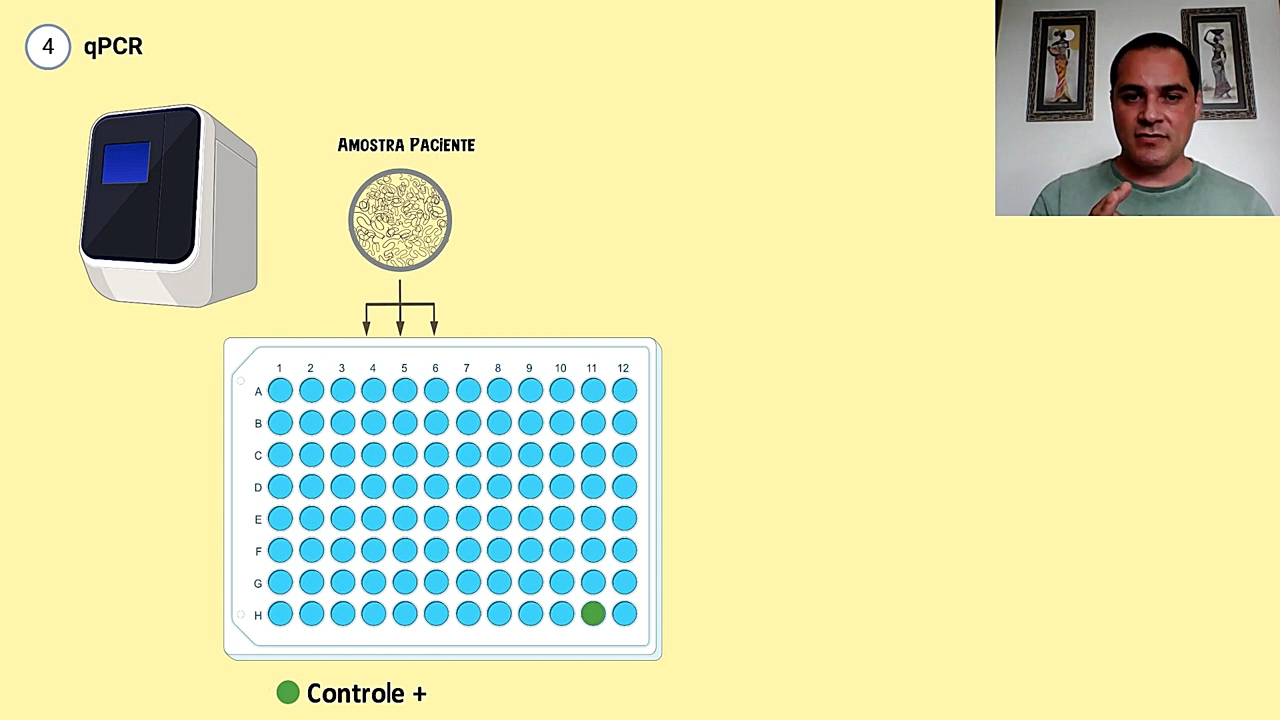 4 qPCR
AMOSTRA PACIENTE
1 2 3 4 5 6 7 8 9 10 11 12
A
B
C
D
E
F
G
H
Controle +